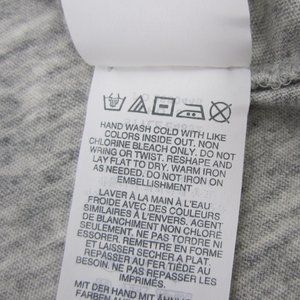 HAND WASH COLD WITH LIKE
COLORS INSIDE OUT. NON
CHLORINE BLEACH ONLY. DO NOT
WRING OR TWIST. RESHAPE AND
LAY FLAT TO DRY. WARM IRON
AS NEEDED. DO NOT IRON ON
EMBELLISHMENT
LAVER À LA MAIN À L'EAU
FROIDE AVEC DES COULEURS
SIMILAIRES À L'ENVERS. AGENT
DE BLANCHIMENT NON CHLORÉ
SEULEMENT. NE PAS TORDRE NI
ESSORER. REMETTRE EN FORME
ET LAISSER SÉCHER A PLAT.
REPASSER AU FER TIÈDE AU
BESOIN. NE PAS REPASSER LES
IMPRIMÉS.
MIT DER HAND MIT ÄHNL
FARBEN AU